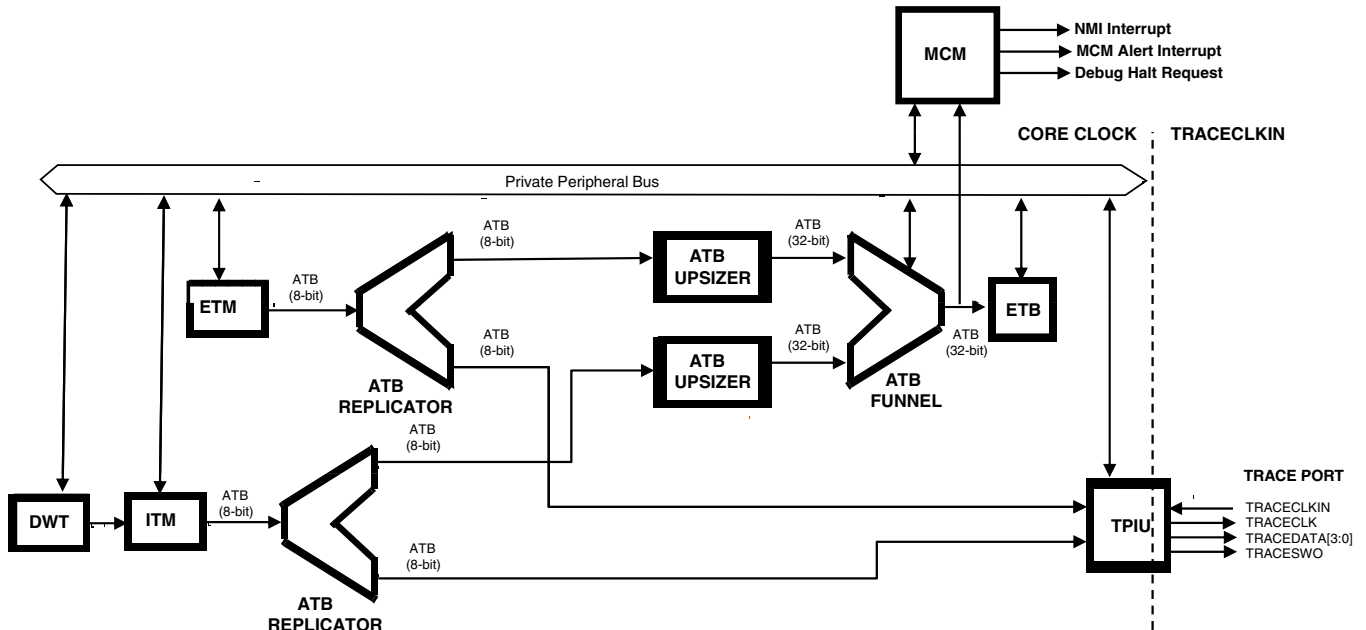 MCM
NMI Interrupt
MCM Alert Interrupt
Debug Halt Request
CORE CLOCK
TRACECLKIN
Private Peripheral Bus
ETM
ATB
(8-bit)
ATB
REPLICATOR
ATB
(8-bit)
ATB
(8-bit)
ATB
UPSIZER
ATB
UPSIZER
ATB
(32-bit)
ATB
(32-bit)
ATB
FUNNEL
ATB
(32-bit)
ETB
DWT
ITM
ATB
(8-bit)
ATB
REPLICATOR
ATB
(8-bit)
ATB
(8-bit)
TPIU
TRACE PORT
TRACECLKIN
TRACECLK
TRACEDATA[3:0]
TRACESWO